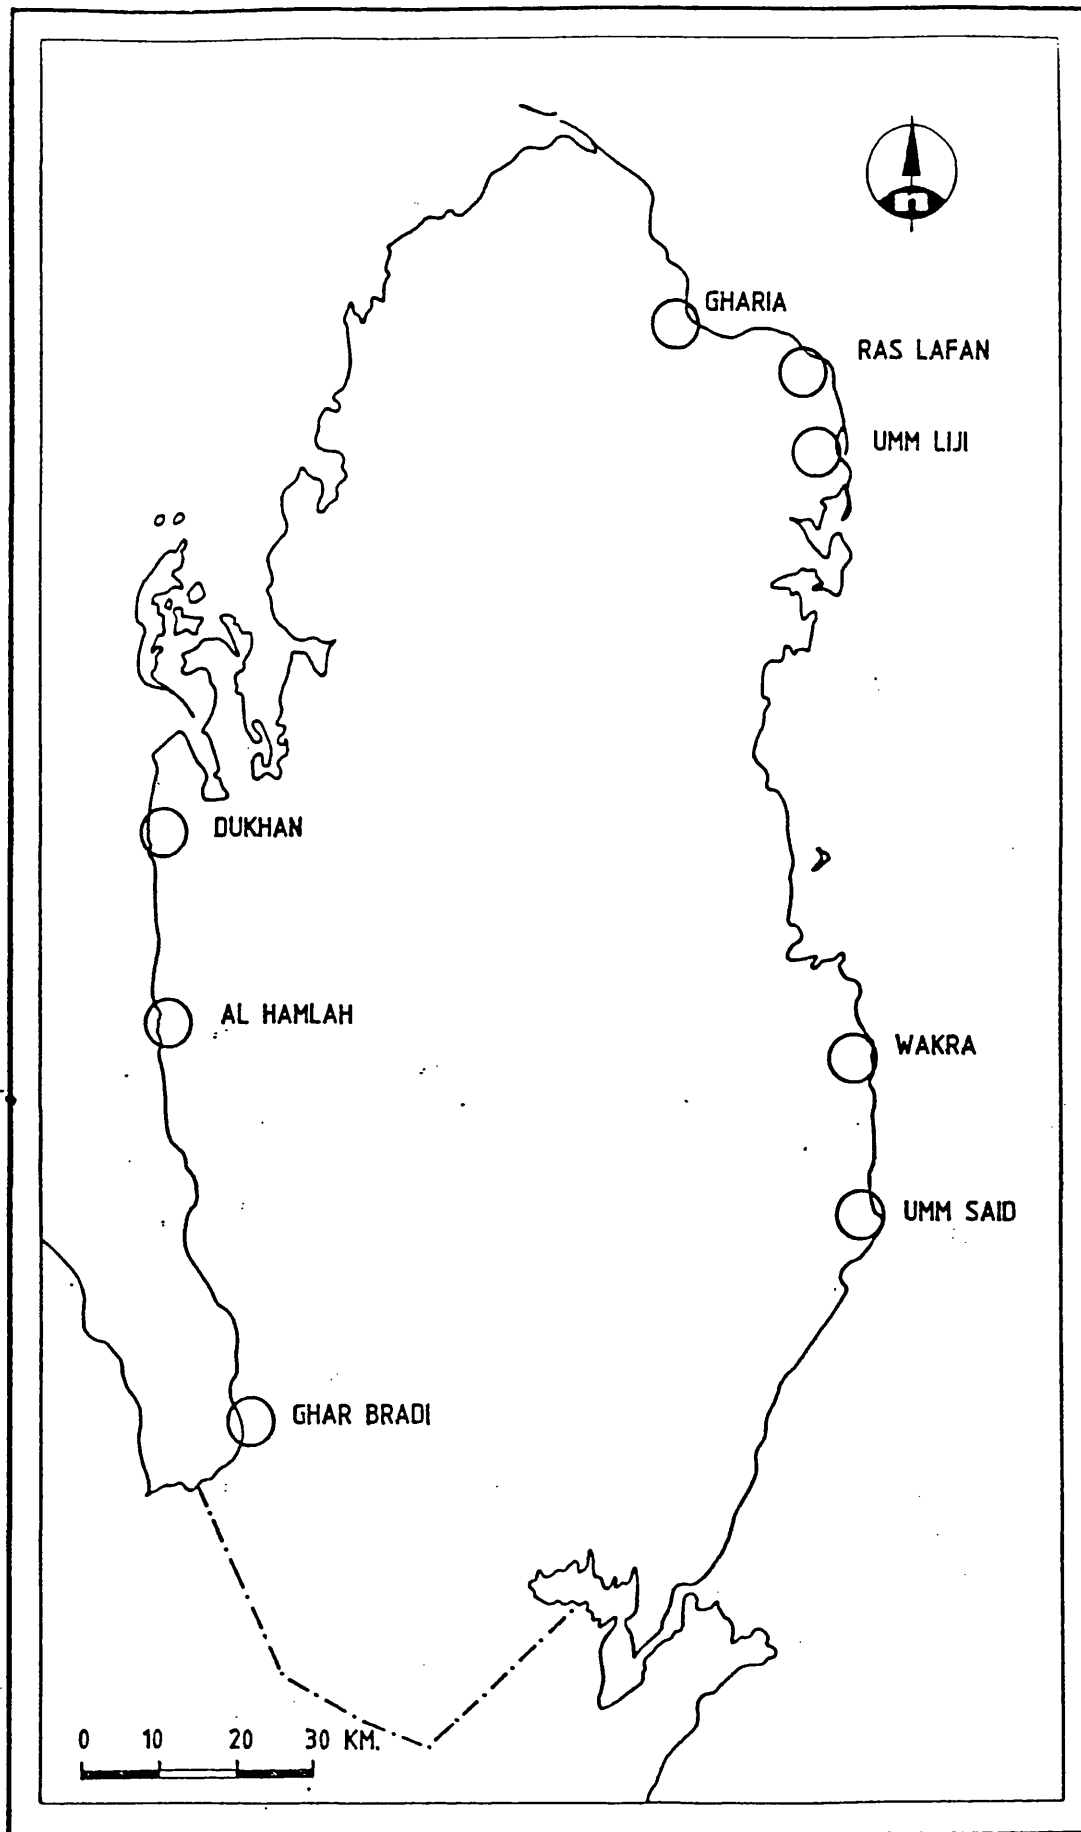 n
GHARIA
RAS LAFAN
UMM LIJI
DUKHAN
AL HAMLAH
WAKRA
UMM SAID
GHAR BRADI
0 10 20 30 KM.